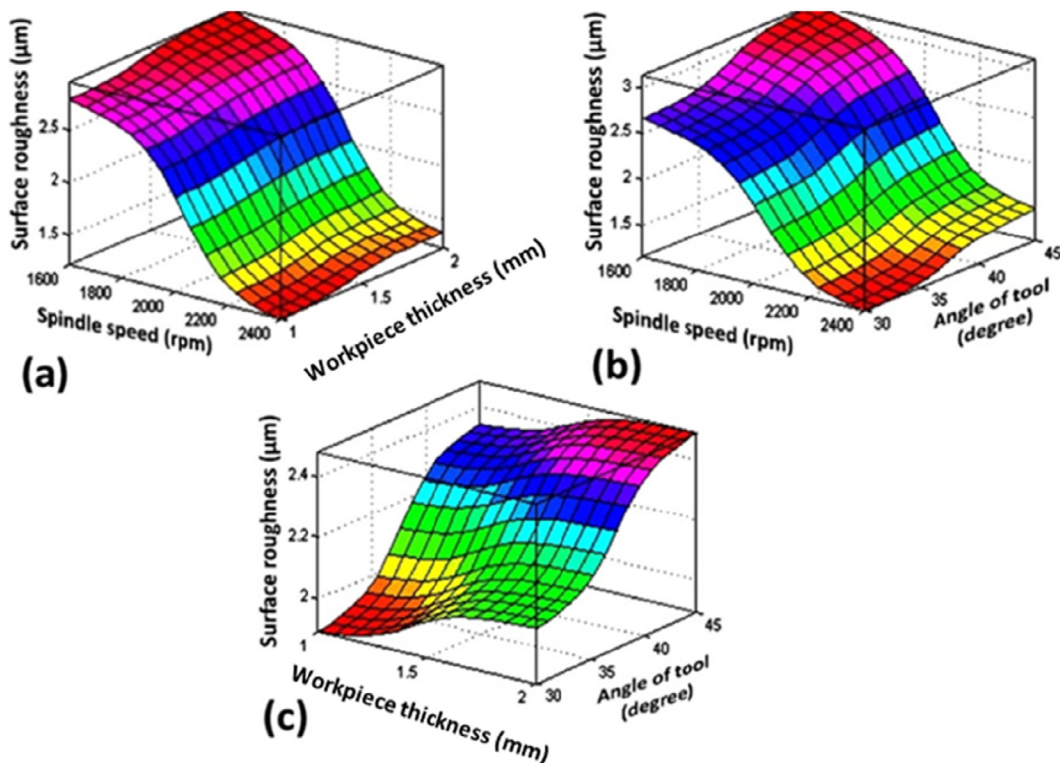 Surface roughness (μm)
2.5
2
1.5
1600
1800
2000
2200
2400
Spindle speed (rpm)
1
1.5
2
Workpiece thickness (mm)
(a)
Surface roughness (μm)
3
2.5
2
1.5
1600
1800
2000
2200
2400
Spindle speed (rpm)
30
35
40
45
Angle of tool
(degree)
(b)
Surface roughness (μm)
2.4
2.2
2
1
1.5
2
Workpiece thickness (mm)
30
35
40
45
Angle of tool
(degree)
(c)